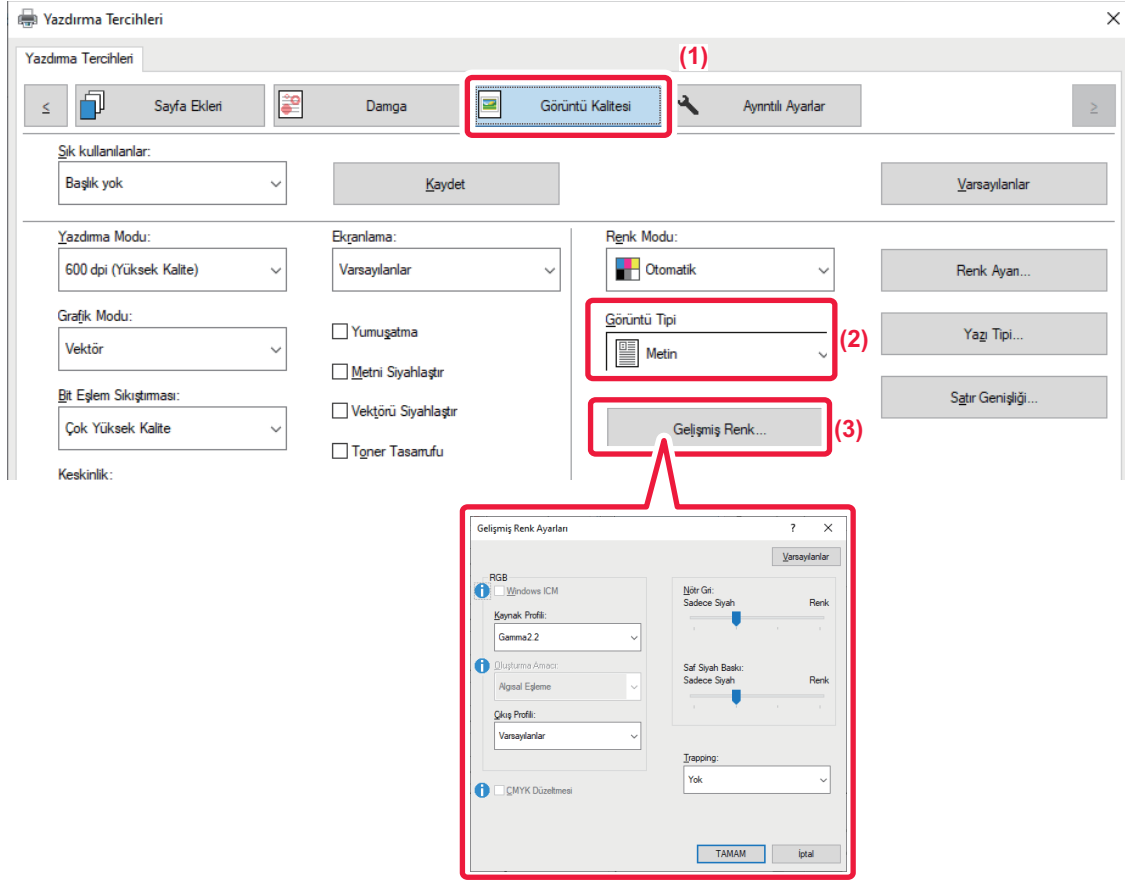 Yazdırma Tercihleri
Yazdırma Tercihleri
(1)
<
Sayfa Ekleri
Damga
Görüntü Kalitesi
Ayrıntılı Ayarlar
>
Sık kullanılanlar:
Başlık yok
Kaydet
Varsayılanlar
Yazdırma Modu:
600 dpi (Yüksek Kalite)
Ekranlama:
Varsayılanlar
Renk Modu:
Otomatik
Renk Ayarı...
Grafik Modu:
Vektör
Yumuşatma
Görüntü Tipi
Metin
(2)
Yazı Tipi...
Metni Siyahlaştır
Bit Eşlem Sıkıştırması:
Çok Yüksek Kalite
Vektörü Siyahlaştır
Gelişmiş Renk...
(3)
Satır Genişliği...
Toner Tasarrufu
Keskinlik:
Gelişmiş Renk Ayarları
?
Varsayılanlar
RGB
Windows ICM
Kaynak Profili:
Gamma2.2
Oluşturma Amacı:
Algısal Eşleme
Çıkış Profili:
Varsayılanlar
CMYK Düzeltmesi
Nötr Gri:
Sadece Siyah Renk
Saf Siyah Baskı:
Sadece Siyah Renk
Trapping:
Yok
TAMAM
İptal